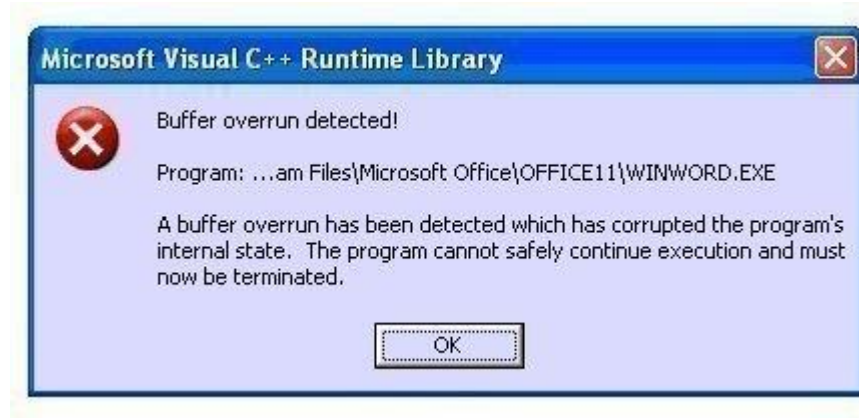 Microsoft Visual C++ Runtime Library
Buffer overrun detected!
Program: ...am Files\Microsoft Office\OFFICE11\WINWORD.EXE
A buffer overrun has been detected which has corrupted the program's
internal state.  The program cannot safely continue execution and must
now be terminated.
OK